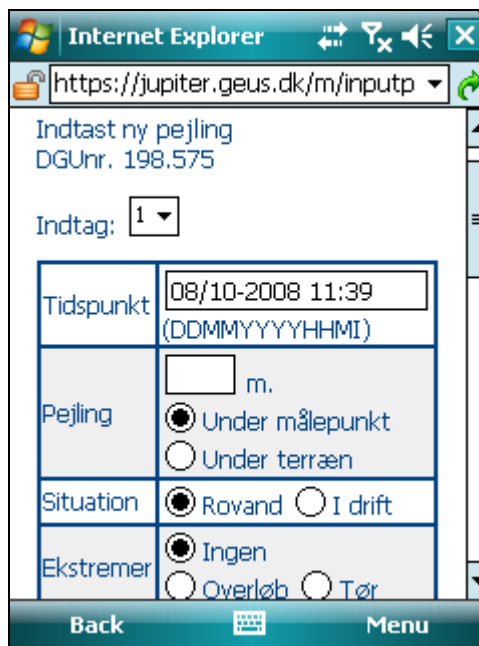 Internet Explorer
https://jupiter.geus.dk/m/inputp
Indtast ny pejling
DGUnr. 198.575
Indtag: 1
Tidspunkt 08/10-2008 11:39
(DDMMYYYYHHMI)
Pejling m.
Under målepunkt
Under terræn
Situation Rovand I drift
Ekstremer Ingen
Overløb Tør
Back Menu